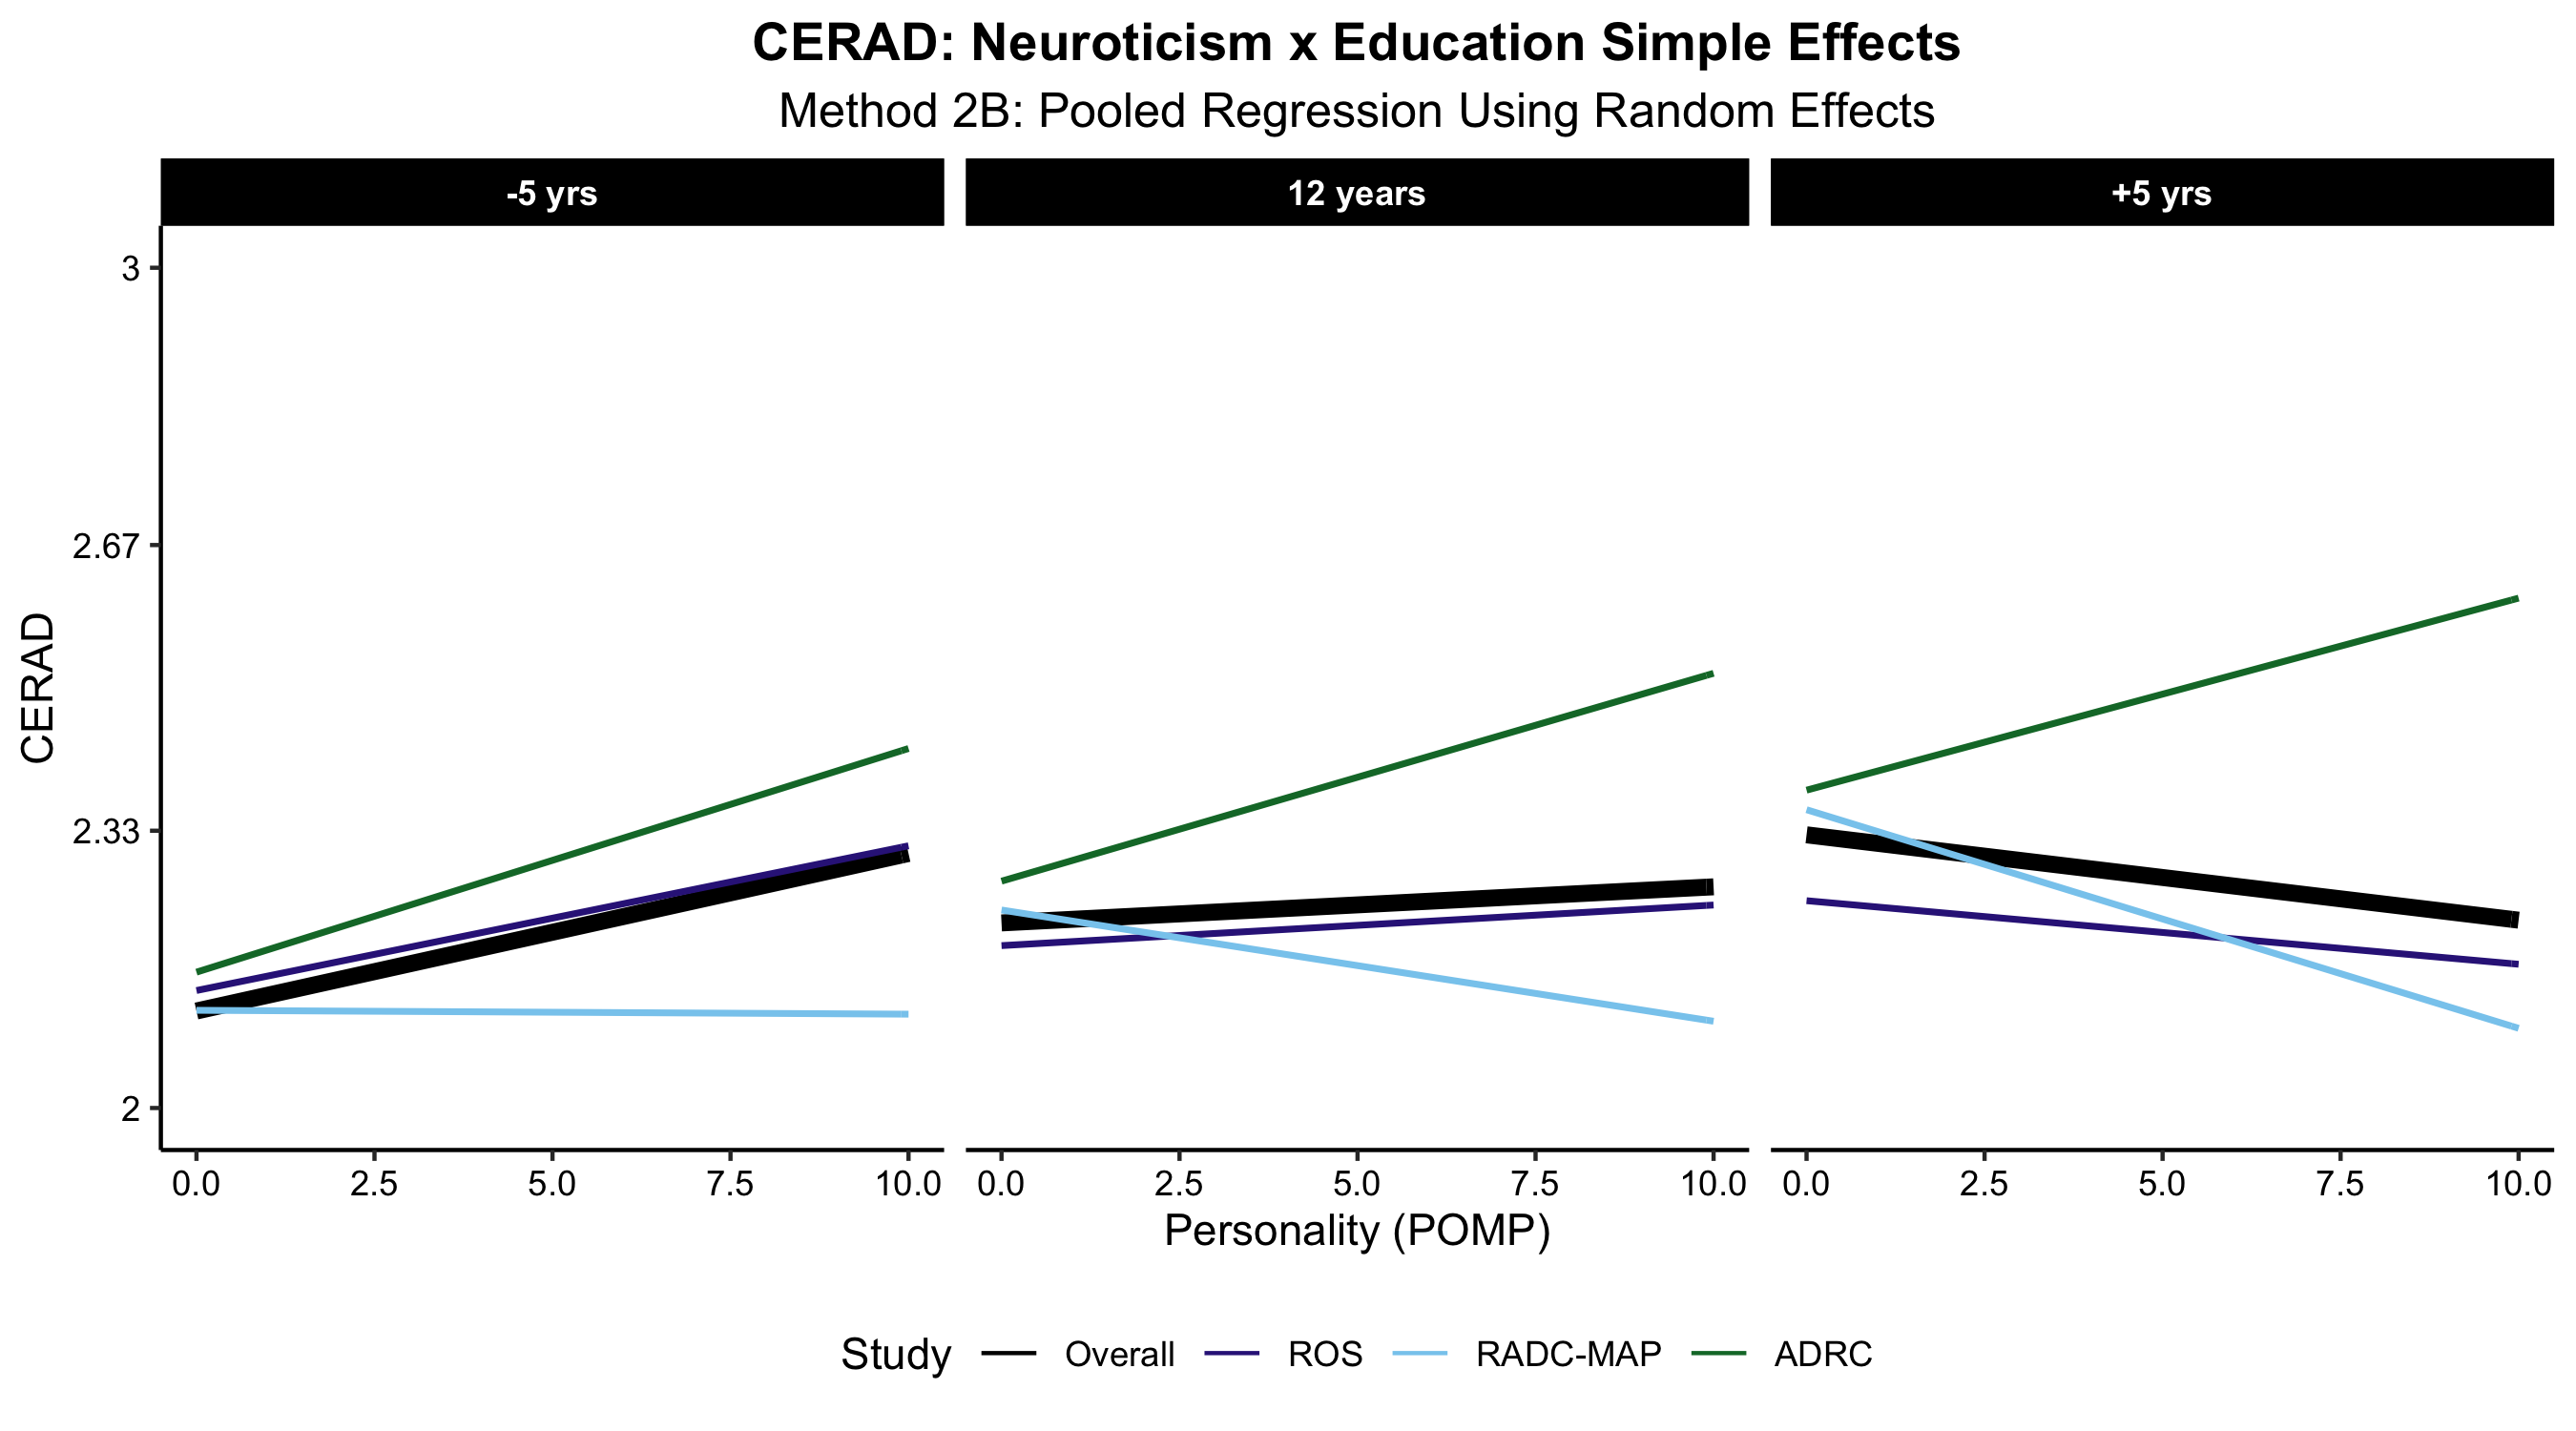 CERAD: Neuroticism x Education Simple Effects
Method 2B: Pooled Regression Using Random Effects
-5 yrs 12 years +5 yrs
3
2.67
2.33
2
CERAD
0.0 2.5 5.0 7.5 10.0 0.0 2.5 5.0 7.5 10.0 0.0 2.5 5.0 7.5 10.0
Personality (POMP)
Study Overall ROS RADC-MAP ADRC